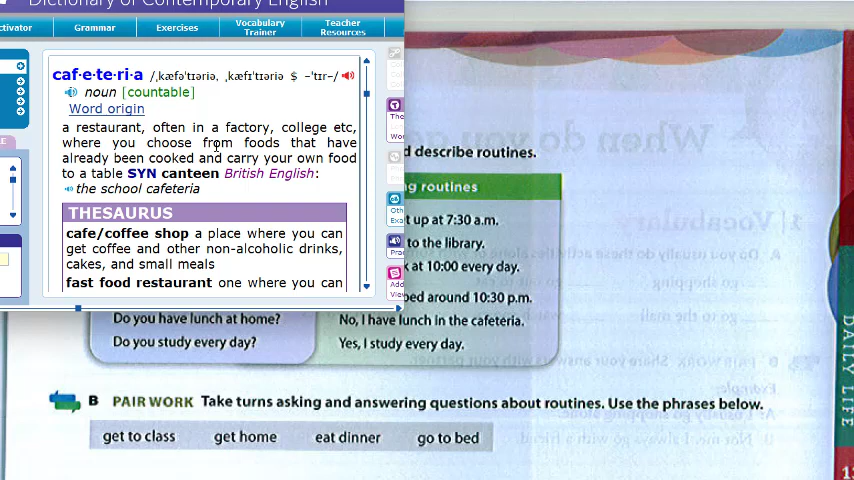 Dictionary of Contemporary English
ctivator Grammar Exercises Vocabulary Trainer Teacher Resources
caf·e·te·ri·a /ˌkæfəˈtɪəriə, ˌkæfɪˈtɪəriə $ –ˈtɪr–/
noun [countable]
Word origin
a restaurant, often in a factory, college etc,
where you choose from foods that have
already been cooked and carry your own food
to a table SYN canteen British English:
the school cafeteria
THESAURUS
cafe/coffee shop a place where you can
get coffee and other non-alcoholic drinks,
cakes, and small meals
fast food restaurant one where you can
d describe routines.
ng routines
t up at 7:30 a.m.
to the library.
k at 10:00 every day.
bed around 10:30 p.m.
Do you have lunch at home? No, I have lunch in the cafeteria.
Do you study every day? Yes, I study every day.
B PAIR WORK Take turns asking and answering questions about routines. Use the phrases below.
get to class get home eat dinner go to bed
DAILY LIFE